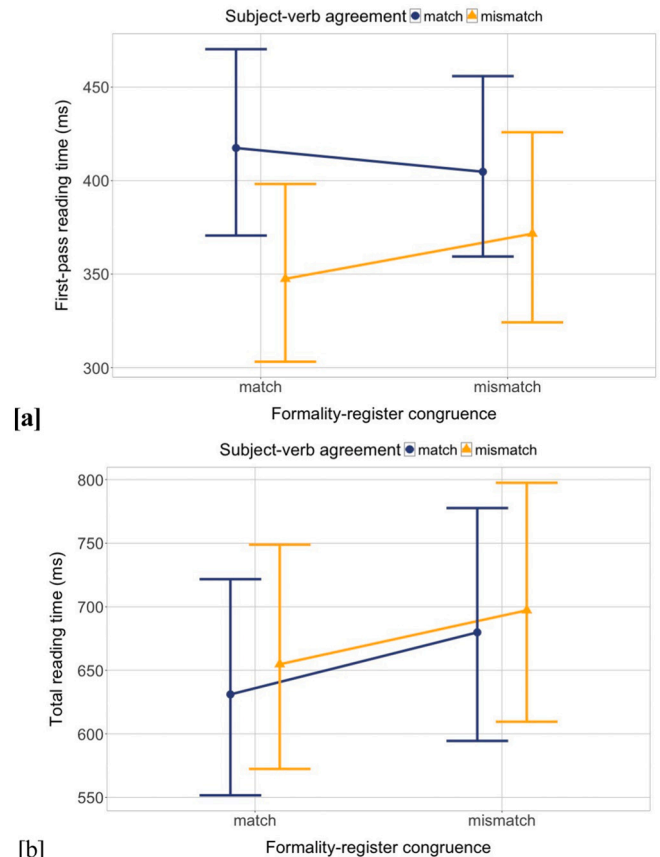 Subject-verb agreement match mismatch
450
400
350
300
First-pass reading time (ms)
match mismatch
Formality-register congruence
[a]
Subject-verb agreement match mismatch
800
750
700
650
600
550
Total reading time (ms)
match mismatch
Formality-register congruence
[b]